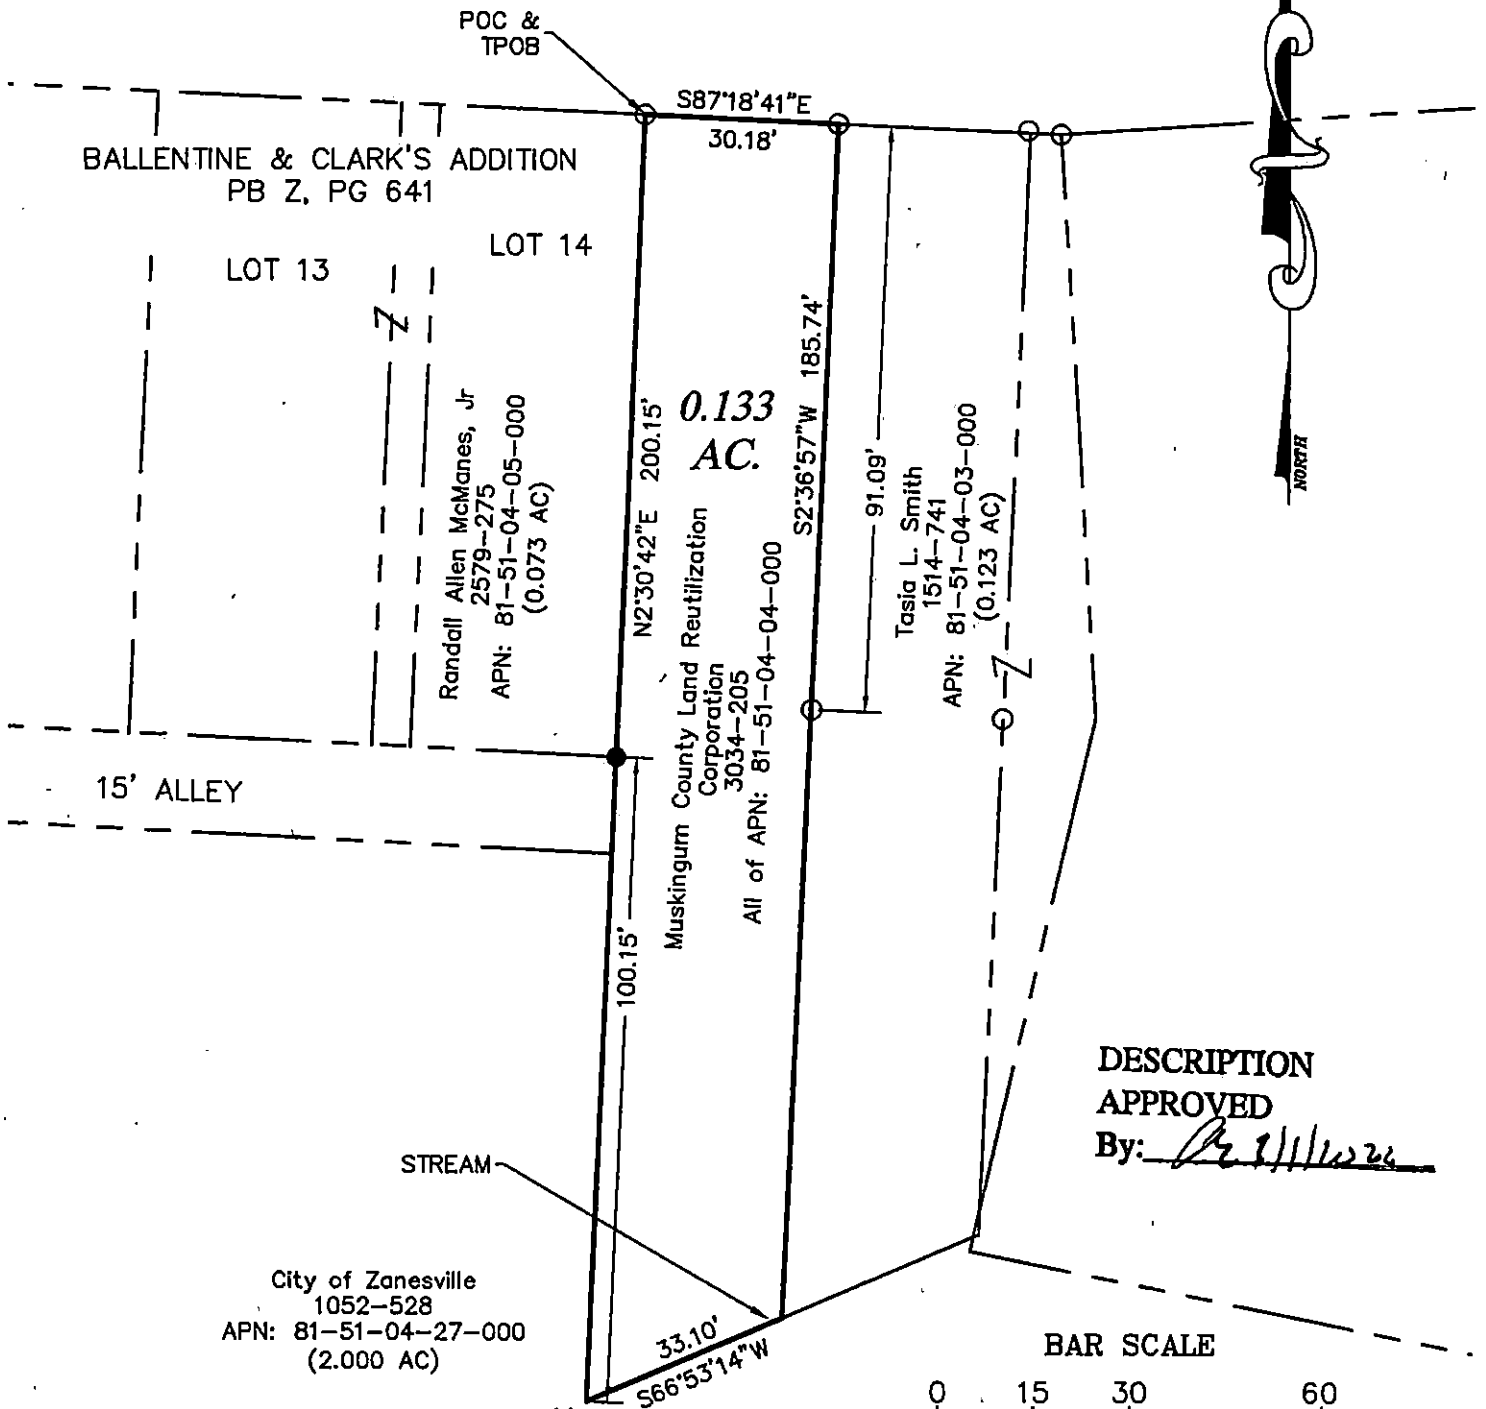 POC &
TPOB
S87°18'41"E
30.18'
BALLENTINE & CLARK'S ADDITION
PB Z, PG 641
LOT 14
LOT 13
Randall Allen McManes, Jr
2579-275
APN: 81-51-04-05-000
(0.073 AC)
N2°30'42"E 200.15'
0.133
AC.
Muskingum County Land Reutilization
Corporation
3034-205
All of APN: 81-51-04-04-000
S2°36'57"W 185.74'
91.09'
Tasia L. Smith
1514-741
APN: 81-51-04-03-000
(0.123 AC)
NORTH
15' ALLEY
100.15'
DESCRIPTION
APPROVED
By:
STREAM
City of Zanesville
1052-528
APN: 81-51-04-27-000
(2.000 AC)
33.10'
S66°53'14"W
BAR SCALE
0 15 30 60